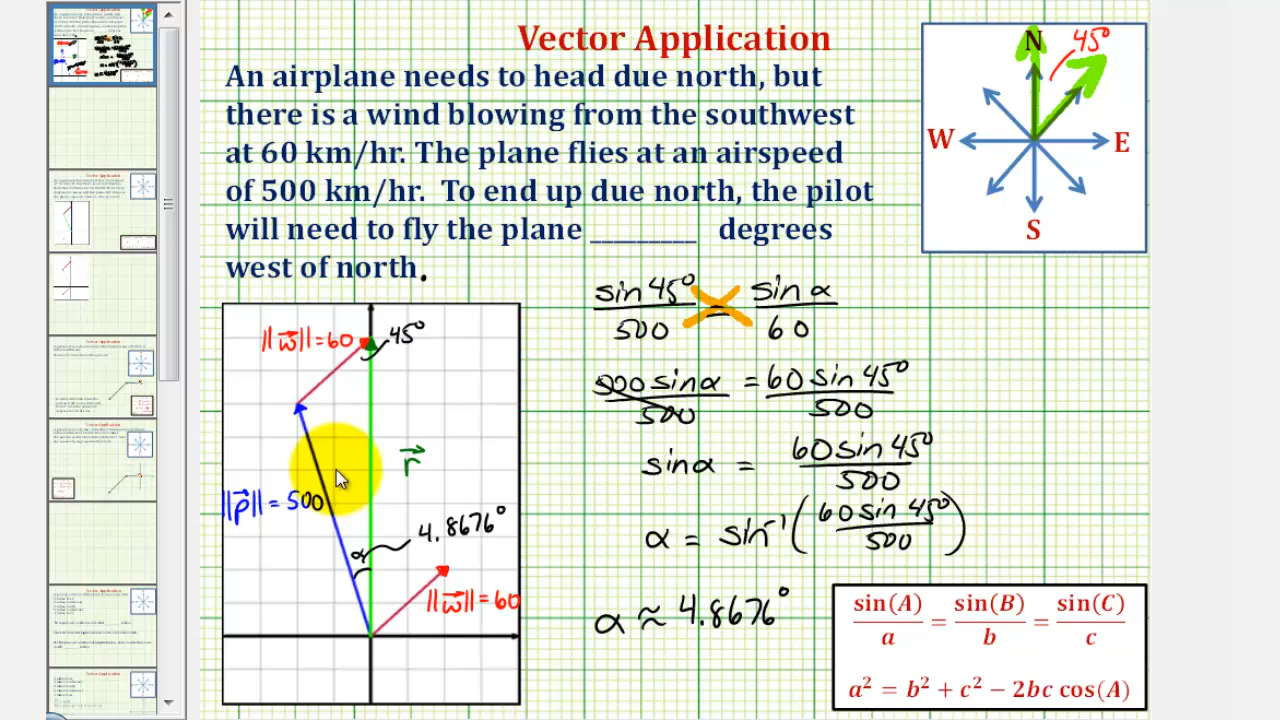 Vector Application
An airplane needs to head due north, but
there is a wind blowing from the southwest
at 60 km/hr. The plane flies at an airspeed
of 500 km/hr. To end up due north, the pilot
will need to fly the plane _________ degrees
west of north.
N
45°
W
E
S
||w⃗|| = 60
45°
r⃗
||p⃗|| = 500
α
4.8676°
||w⃗|| = 60
sin 45° / 500 = sin α / 60
500 sin α / 500 = 60 sin 45° / 500
sin α = 60 sin 45° / 500
α = sin⁻¹ ( 60 sin 45° / 500 )
α ≈ 4.8676°
sin(A)/a = sin(B)/b = sin(C)/c
a² = b² + c² − 2bc cos(A)